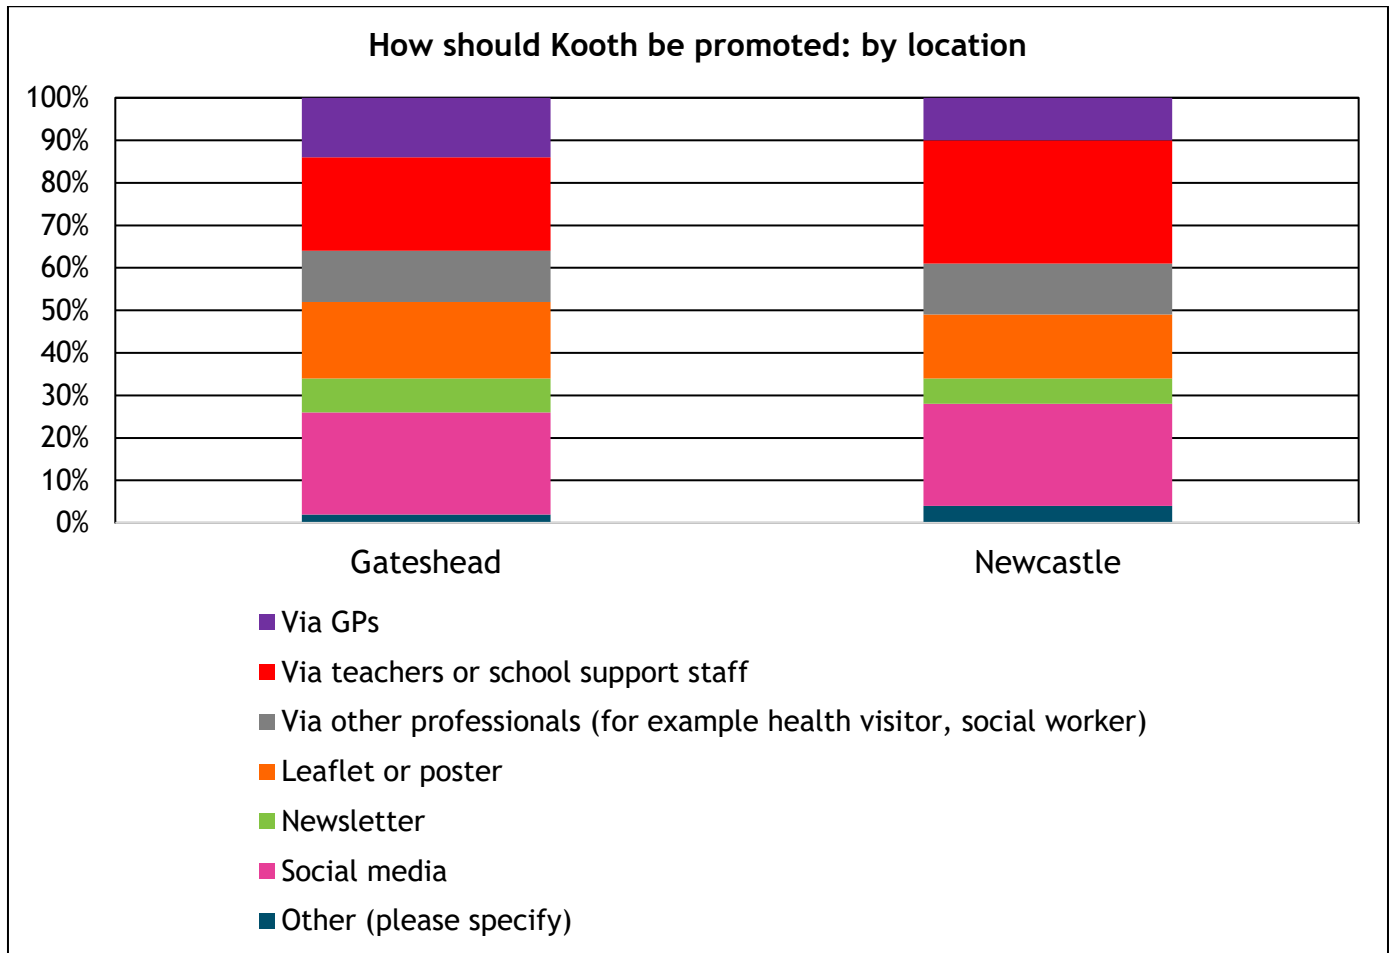 How should Kooth be promoted: by location
100%
90%
80%
70%
60%
50%
40%
30%
20%
10%
0%
Gateshead
Newcastle
Via GPs
Via teachers or school support staff
Via other professionals (for example health visitor, social worker)
Leaflet or poster
Newsletter
Social media
Other (please specify)